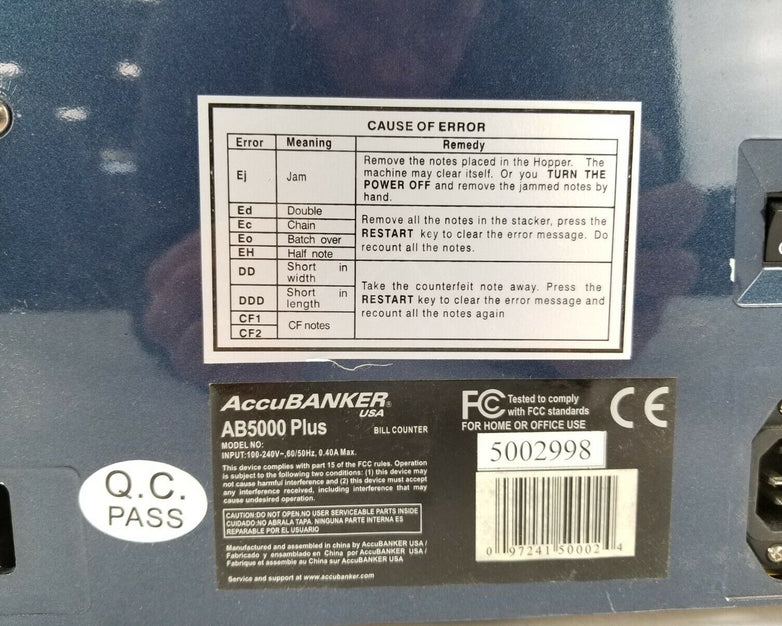 CAUSE OF ERROR
Error Meaning Remedy
Ej Jam
Remove the notes placed in the Hopper. The
machine may clear itself. Or you TURN THE
POWER OFF and remove the jammed notes by
hand.
Ed Double
Ec Chain
Eo Batch over
EH Half note
Remove all the notes in the stacker, press the
RESTART key to clear the error message. Do
recount all the notes.
DD Short in
width
DDD Short in
length
CF1
CF2
CF notes
Take the counterfeit note away. Press the
RESTART key to clear the error message and
recount all the notes again
AccuBANKER®
USA
AB5000 Plus BILL COUNTER
MODEL NO:
INPUT:100-240V~,60/50Hz, 0.40A Max.
This device complies with part 15 of the FCC rules. Operation
is subject to the following two conditions: (1) this device may
not cause harmful interference and (2) this device must accept
any interference received, including interference that may
cause undesired operation.
CAUTION:DO NOT OPEN,NO USER SERVICEABLE PARTS INSIDE
CUIDADO:NO ABRALA TAPA. NINGUNA PARTE INTERNA ES
REPARABLE POR EL USUARIO
Manufactured and assembled in china by AccuBANKER USA /
Fabricado y ensamblado en China por AccuBANKER USA /
Fabrique et assemble au China sur AccuBANKER USA
Service and support at www.accubanker.com
FC Tested to comply
with FCC standards
FOR HOME OR OFFICE USE
CE
5002998
0 97241 50002 4
Q.C.
PASS